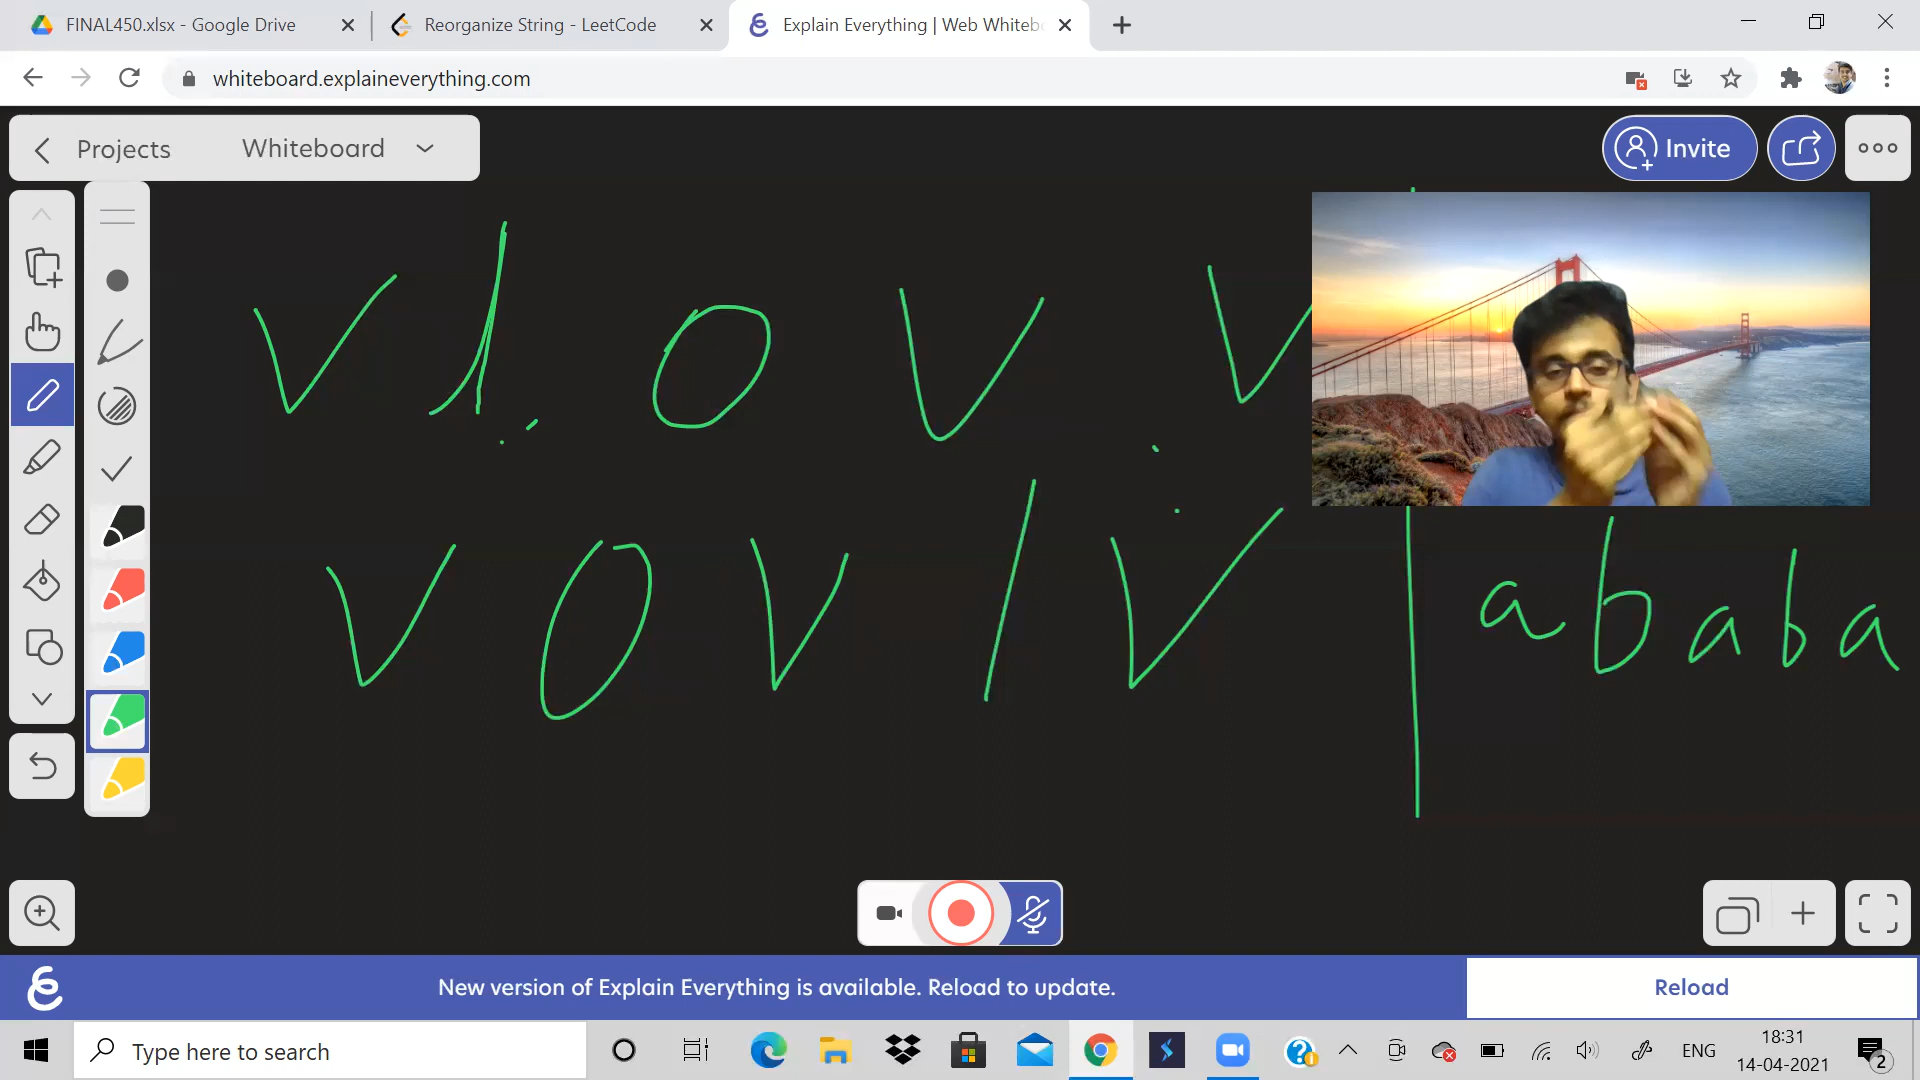 FINAL450.xlsx - Google Drive
Reorganize String - LeetCode
Explain Everything | Web Whiteb
whiteboard.explaineverything.com
Projects
Whiteboard
Invite
v l o v v
v o v l v
a b a b a
New version of Explain Everything is available. Reload to update.
Reload
Type here to search
ENG
18:31
14-04-2021
2